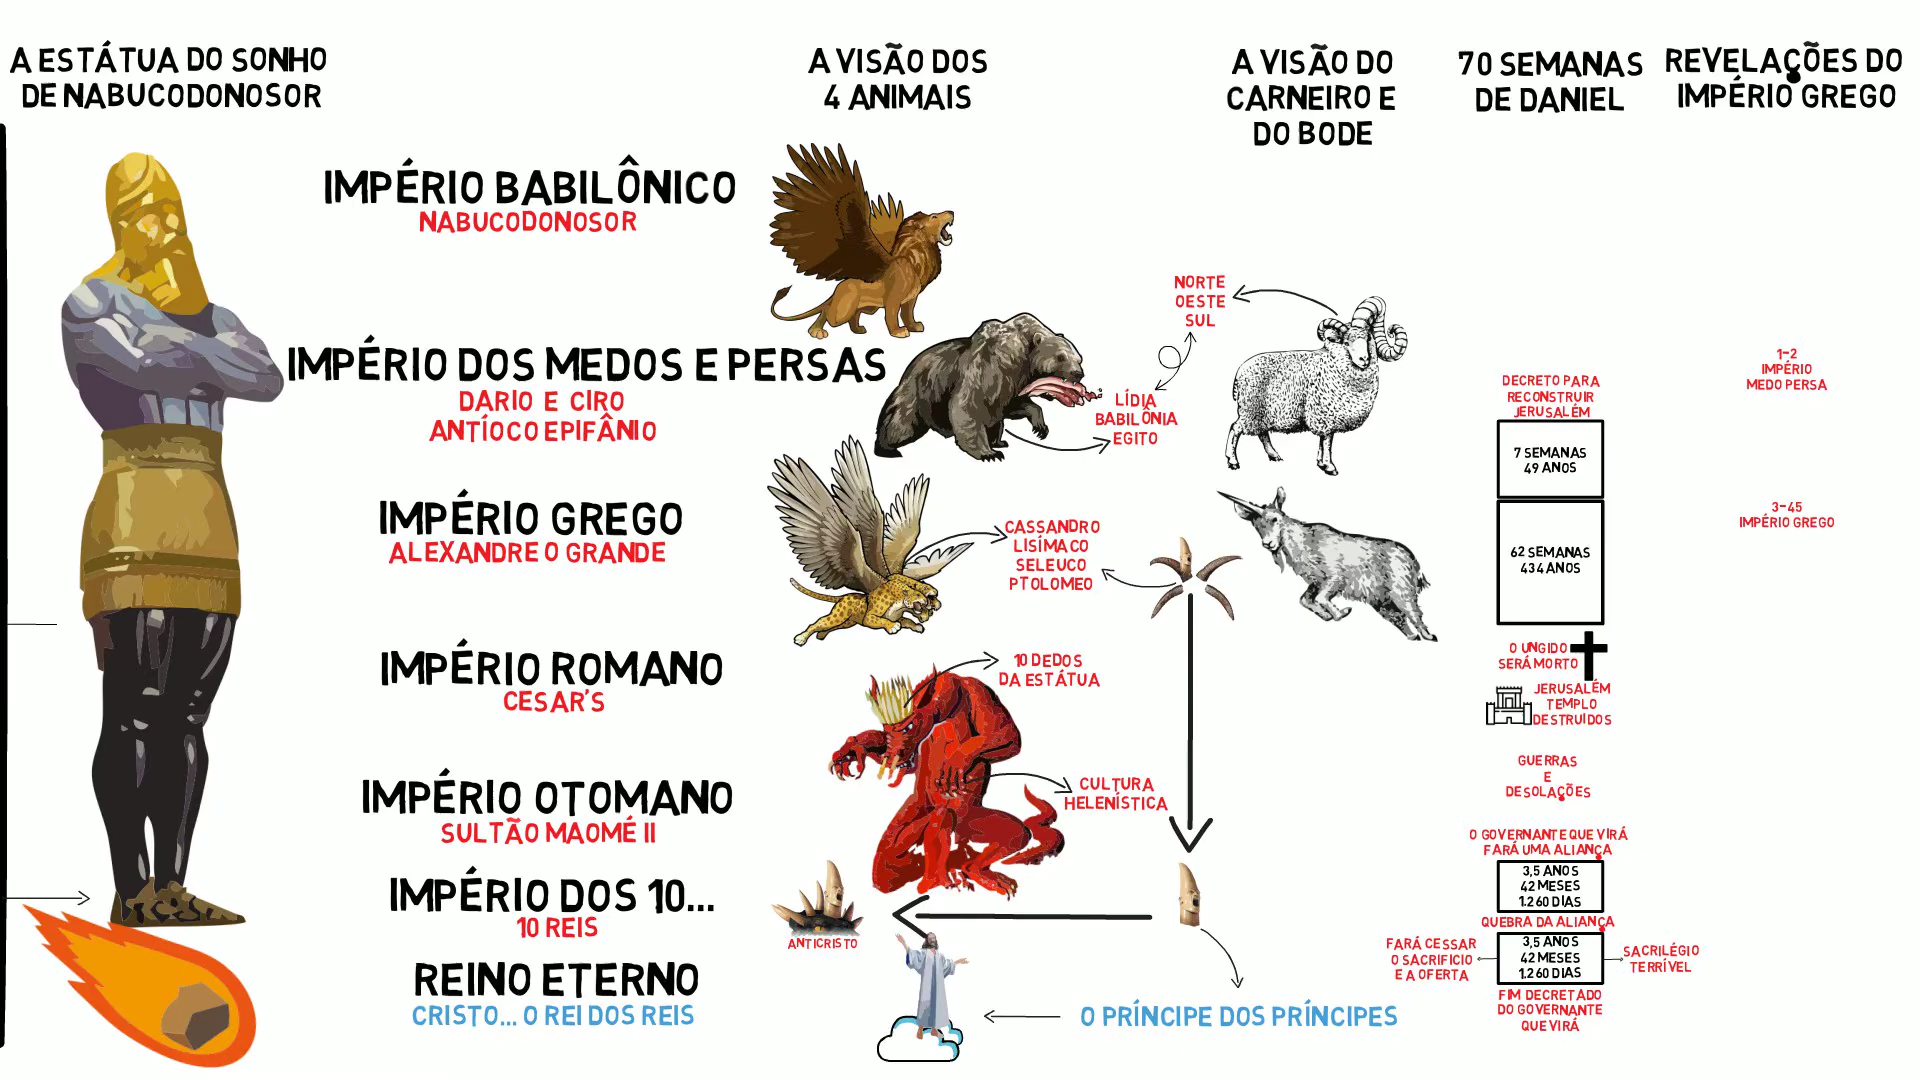 A ESTÁTUA DO SONHO
DE NABUCODONOSOR
A VISÃO DOS
4 ANIMAIS
A VISÃO DO
CARNEIRO E
DO BODE
70 SEMANAS
DE DANIEL
REVELAÇÕES DO
IMPÉRIO GREGO
IMPÉRIO BABILÔNICO
NABUCODONOSOR
IMPÉRIO DOS MEDOS E PERSAS
DARIO E CIRO
ANTÍOCO EPIFÂNIO
IMPÉRIO GREGO
ALEXANDRE O GRANDE
IMPÉRIO ROMANO
CESAR'S
IMPÉRIO OTOMANO
SULTÃO MAOMÉ II
IMPÉRIO DOS 10...
10 REIS
REINO ETERNO
CRISTO... O REI DOS REIS
NORTE
OESTE
SUL
LÍDIA
BABILÔNIA
EGITO
CASSANDRO
LISÍMACO
SELEUCO
PTOLOMEO
10 DEDOS
DA ESTÁTUA
CULTURA
HELENÍSTICA
ANTICRISTO
O PRÍNCIPE DOS PRÍNCIPES
DECRETO PARA
RECONSTRUIR
JERUSALÉM
7 SEMANAS
49 ANOS
62 SEMANAS
434 ANOS
O UNGIDO
SERÁ MORTO
JERUSALÉM
TEMPLO
DESTRUÍDOS
GUERRAS
E
DESOLAÇÕES
O GOVERNANTE QUE VIRÁ
FARÁ UMA ALIANÇA
3,5 ANOS
42 MESES
1.260 DIAS
QUEBRA DA ALIANÇA
3,5 ANOS
42 MESES
1.260 DIAS
FARÁ CESSAR
O SACRIFICIO
E A OFERTA
SACRILÉGIO
TERRÍVEL
FIM DECRETADO
DO GOVERNANTE
QUE VIRÁ
1-2
IMPÉRIO
MEDO PERSA
3-45
IMPÉRIO GREGO